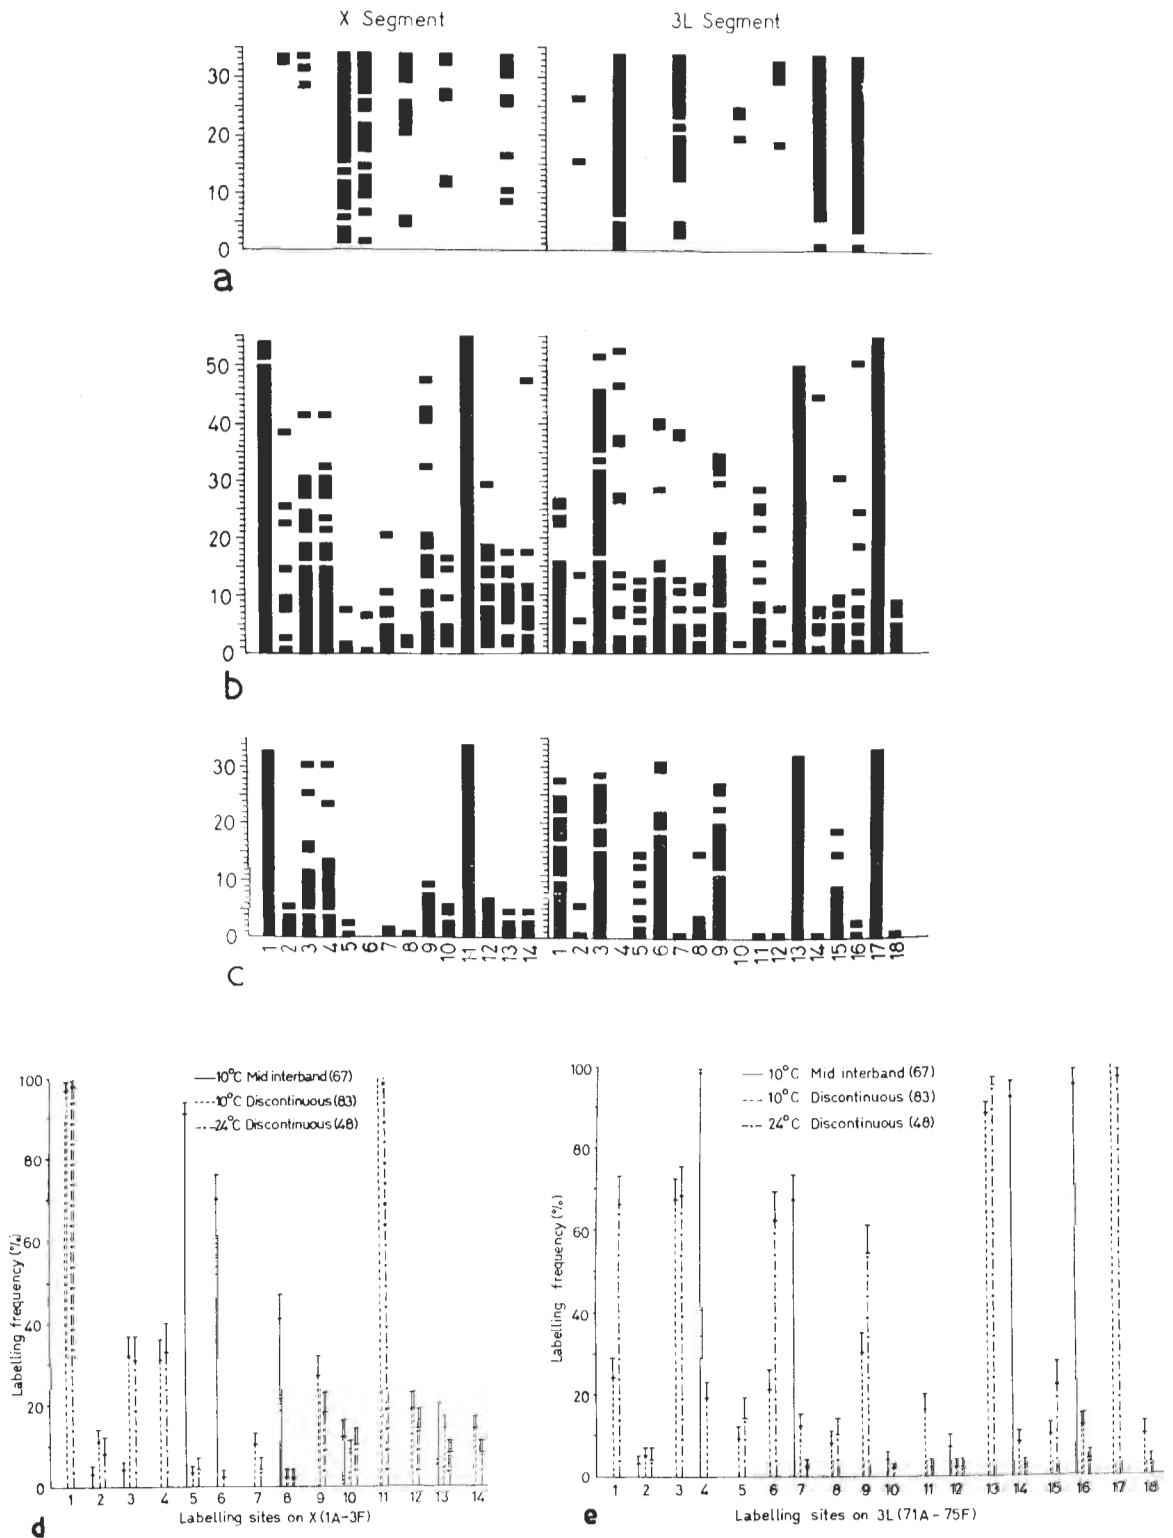 X Segment 3L Segment
30
20
10
0
a
50
40
30
20
10
0
b
30
20
10
0
1 2 3 4 5 6 7 8 9 10 11 12 13 14 1 2 3 4 5 6 7 8 9 10 11 12 13 14 15 16 17 18
c
100
80
60
40
20
0
Labelling frequency (%)
10°C Mid interband (67)
10°C Discontinuous (83)
24°C Discontinuous (48)
1 2 3 4 5 6 7 8 9 10 11 12 13 14
Labelling sites on X (1A-3F)
d
100
80
60
40
20
0
Labelling frequency (%)
10°C Mid interband (67)
10°C Discontinuous (83)
24°C Discontinuous (48)
1 2 3 4 5 6 7 8 9 10 11 12 13 14 15 16 17 18
Labelling sites on 3L (71A-75F)
e